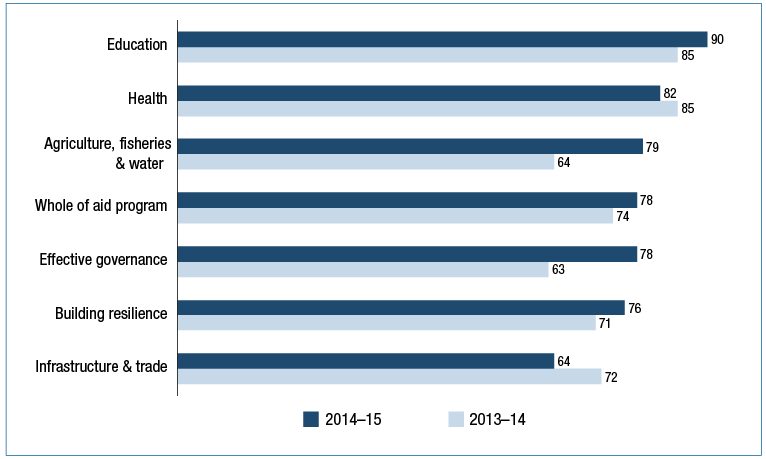 Education
90
85
Health
82
85
Agriculture, fisheries
& water
79
64
Whole of aid program
78
74
Effective governance
78
63
Building resilience
76
71
Infrastructure & trade
64
72
2014–15
2013–14